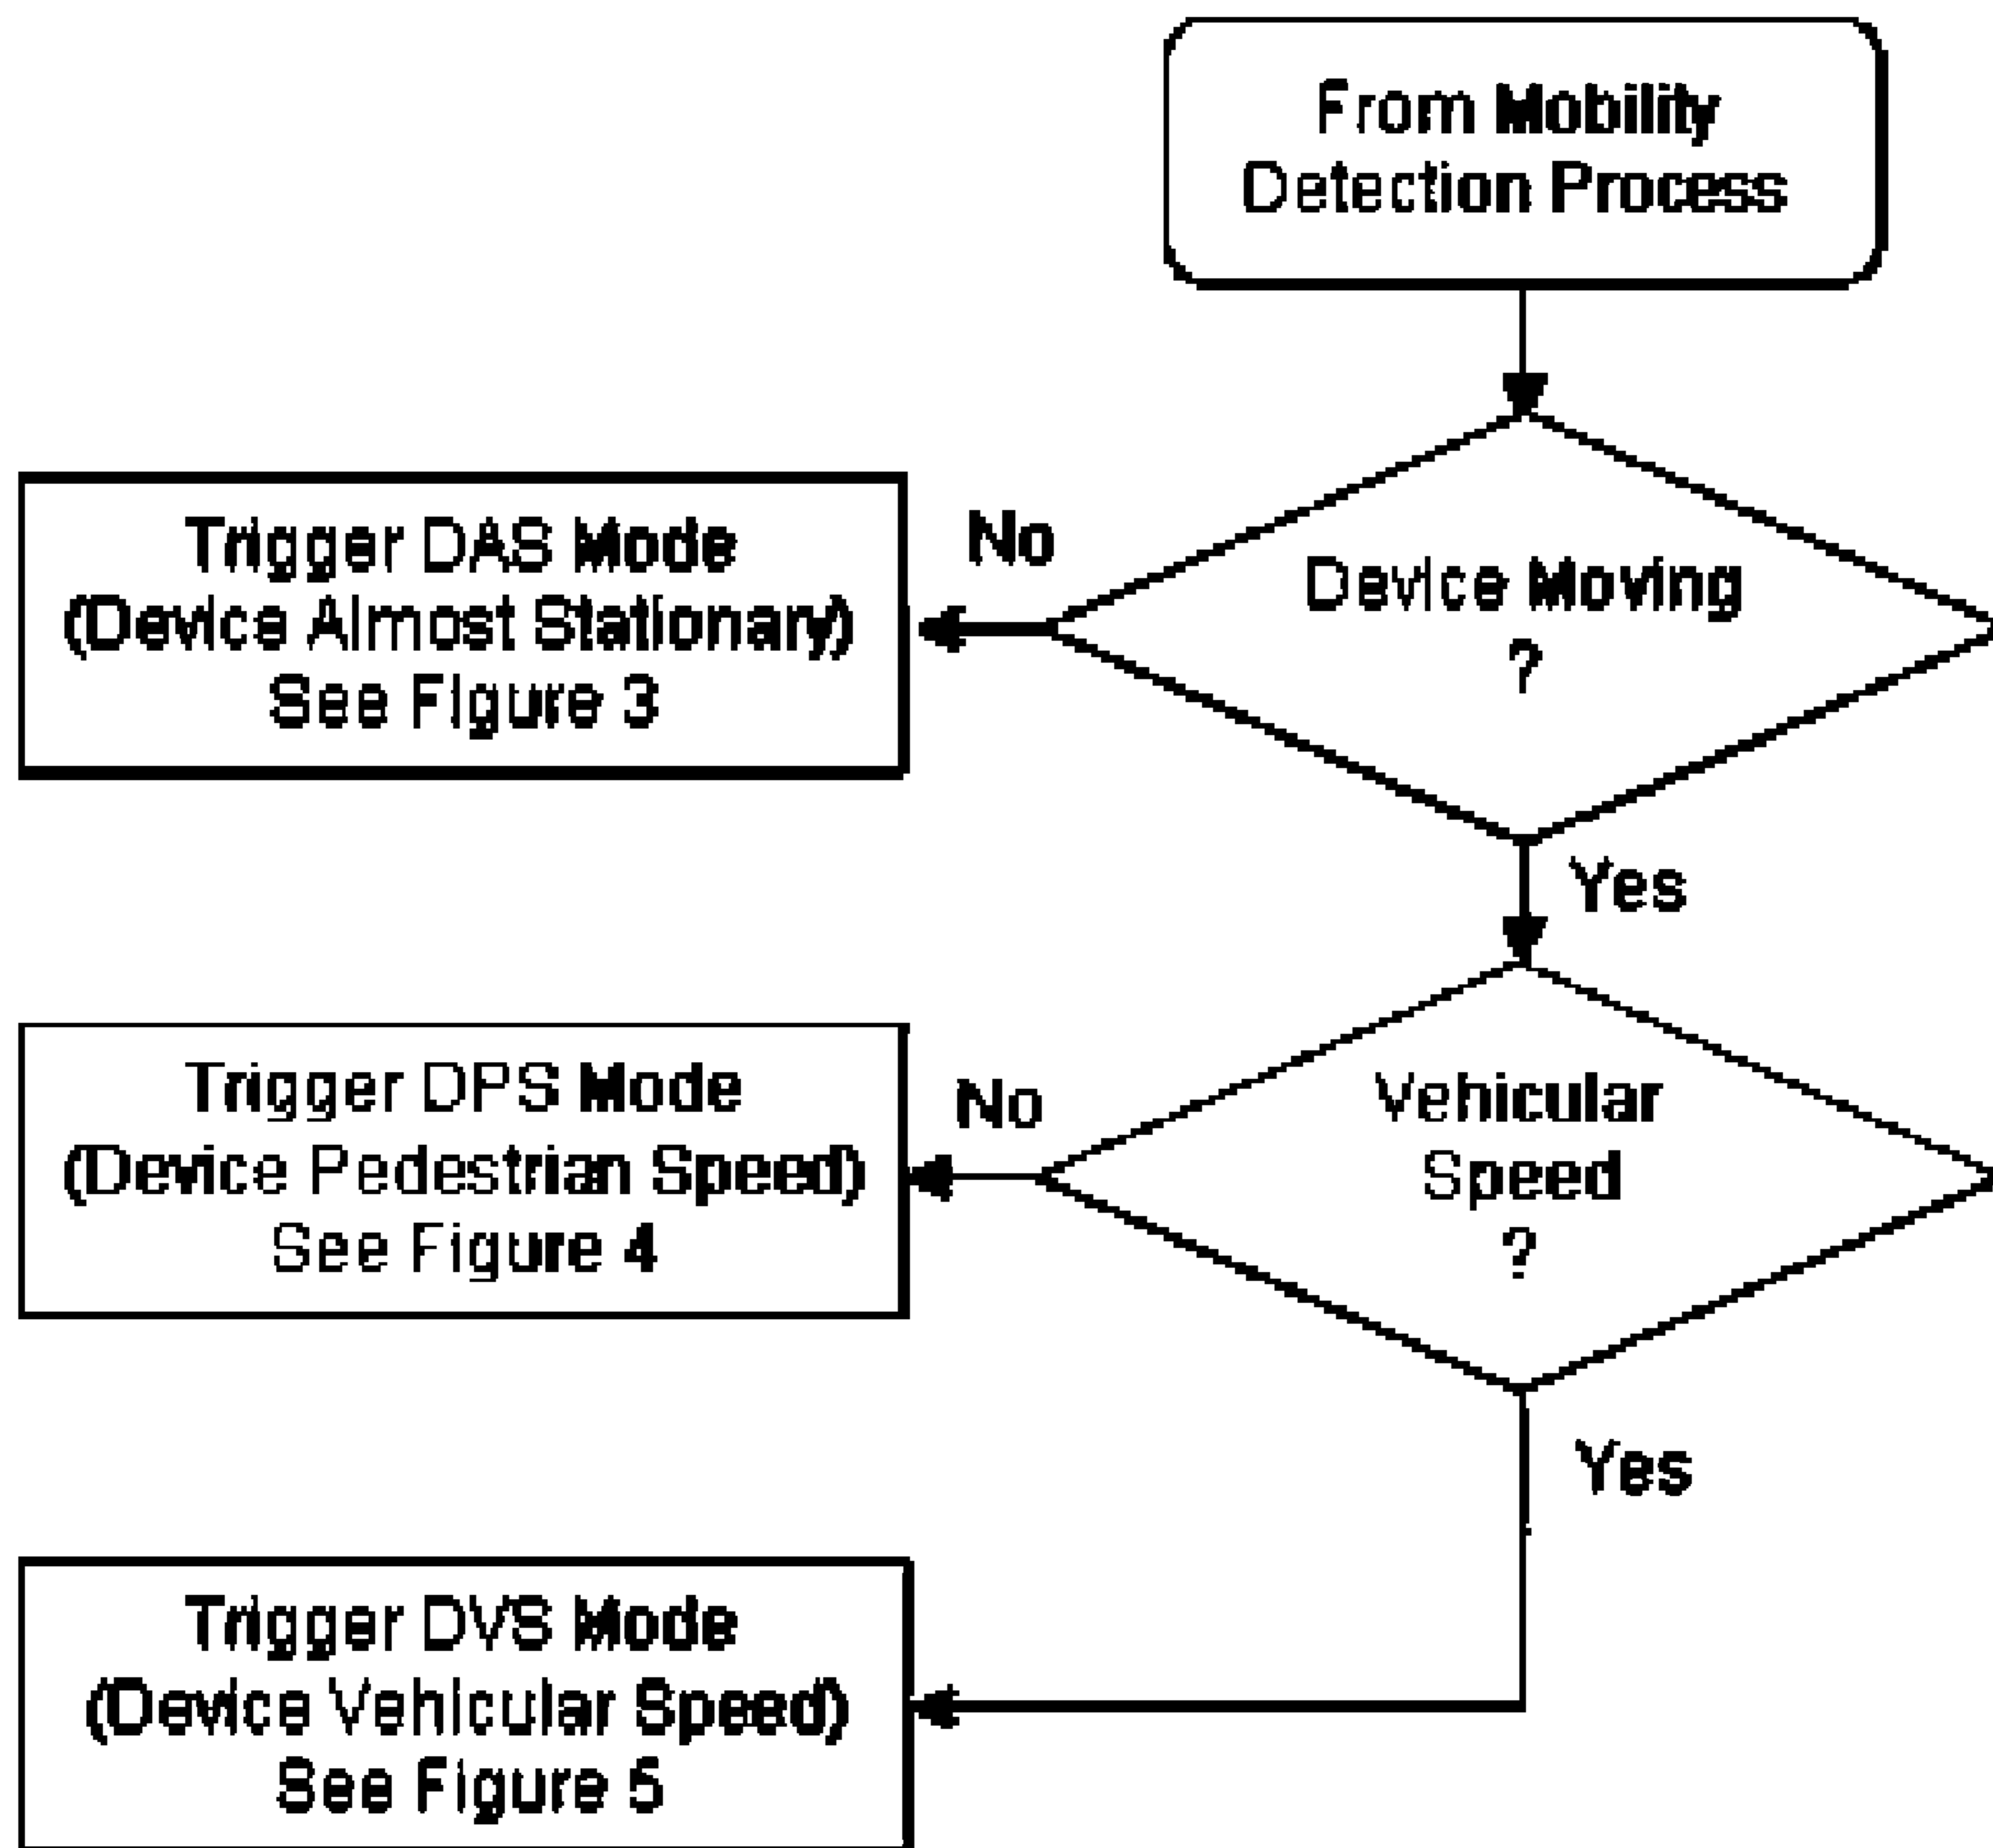 From Mobility
Detection Process
Device Moving
?
No
Trigger DAS Mode
(Device Almost Stationary)
See Figure 3
Yes
Vehicular
Speed
?
No
Trigger DPS Mode
(Device Pedestrian Speed)
See Figure 4
Yes
Trigger DVS Mode
(Device Vehicular Speed)
See Figure 5